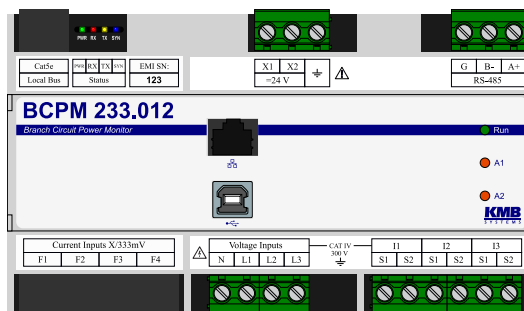 PWR RX TX SYN
Cat5e PWR RX TX SYN EMI SN: X1 X2 G B- A+
Local Bus Status 123 =24 V RS-485
BCPM 233.012
Branch Circuit Power Monitor Run
A1
A2
KMB
SYSTEMS
Current Inputs X/333mV Voltage Inputs CAT IV I1 I2 I3
300 V
F1 F2 F3 F4 N L1 L2 L3 S1 S2 S1 S2 S1 S2